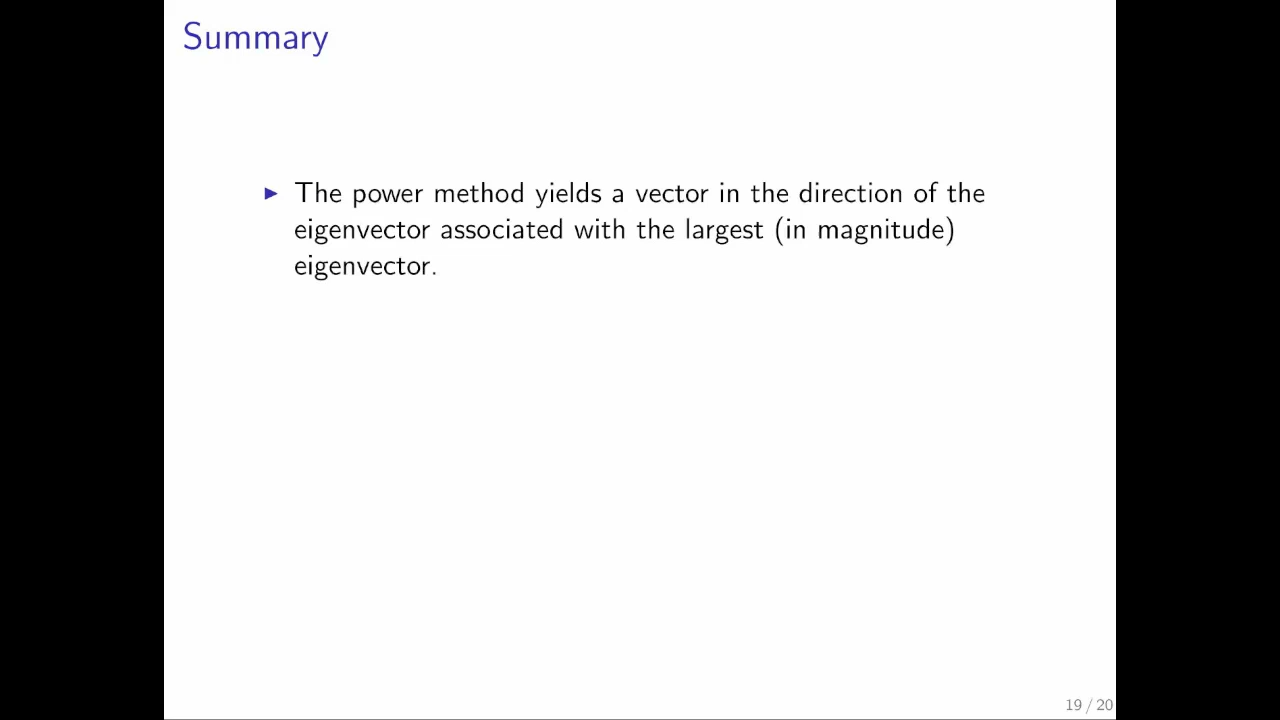 Summary
▶ The power method yields a vector in the direction of the
eigenvector associated with the largest (in magnitude)
eigenvector.
19 / 20